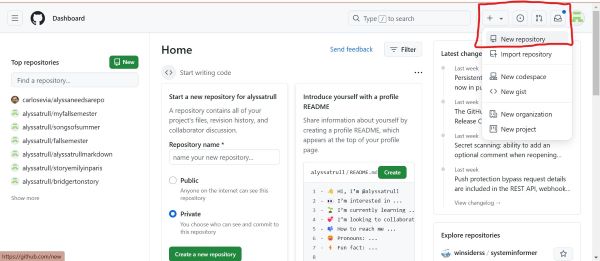 Dashboard
Type / to search
Top repositories
New
Find a repository...
carlosevia/alyssaneedsarepo
alyssatrull/myfallsemester
alyssatrull/songsofsummer
alyssatrull/fallsemester
alyssatrull/alyssatrullmarkdown
alyssatrull/storyemilyinparis
alyssatrull/bridgertonstory
Show more
https://github.com/new
Home
Send feedback
Filter
Start writing code
Start a new repository for alyssatrull
A repository contains all of your project's files, revision history, and collaborator discussion.
Repository name *
name your new repository...
Public
Anyone on the internet can see this repository
Private
You choose who can see and commit to this repository
Create a new repository
Introduce yourself with a profile README
Share information about yourself by creating a profile README, which appears at the top of your profile page.
alyssatrull / README.md
Create
1 - 👋 Hi, I'm @alyssatrull
2 - 👀 I'm interested in ...
3 - 🌱 I'm currently learning ...
4 - 💞️ I'm looking to collaborat
5 - 📫 How to reach me ...
6 - 😄 Pronouns: ...
7 - ⚡ Fun fact: ...
8
New repository
Import repository
New codespace
New gist
New organization
New project
Latest chang
Last week
Persistent
now in pu
Last week
The GitHu
Release C
Last week
Secret scanning: ability to add an optional comment when reopening...
Last week
Push protection bypass request details are included in the REST API, webhook...
View changelog →
Explore repositories
winsiderss / systeminformer